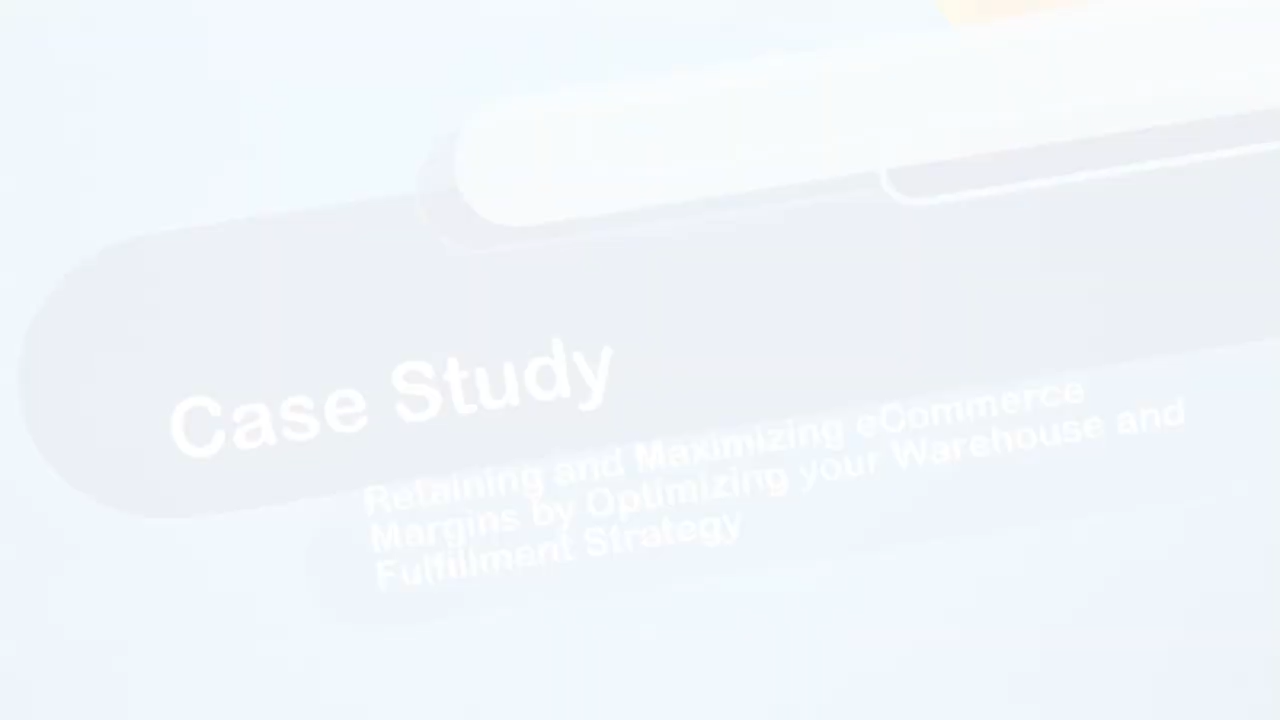 Case Study
Retaining and Maximizing eCommerce
Margins by Optimizing your Warehouse and
Fulfillment Strategy